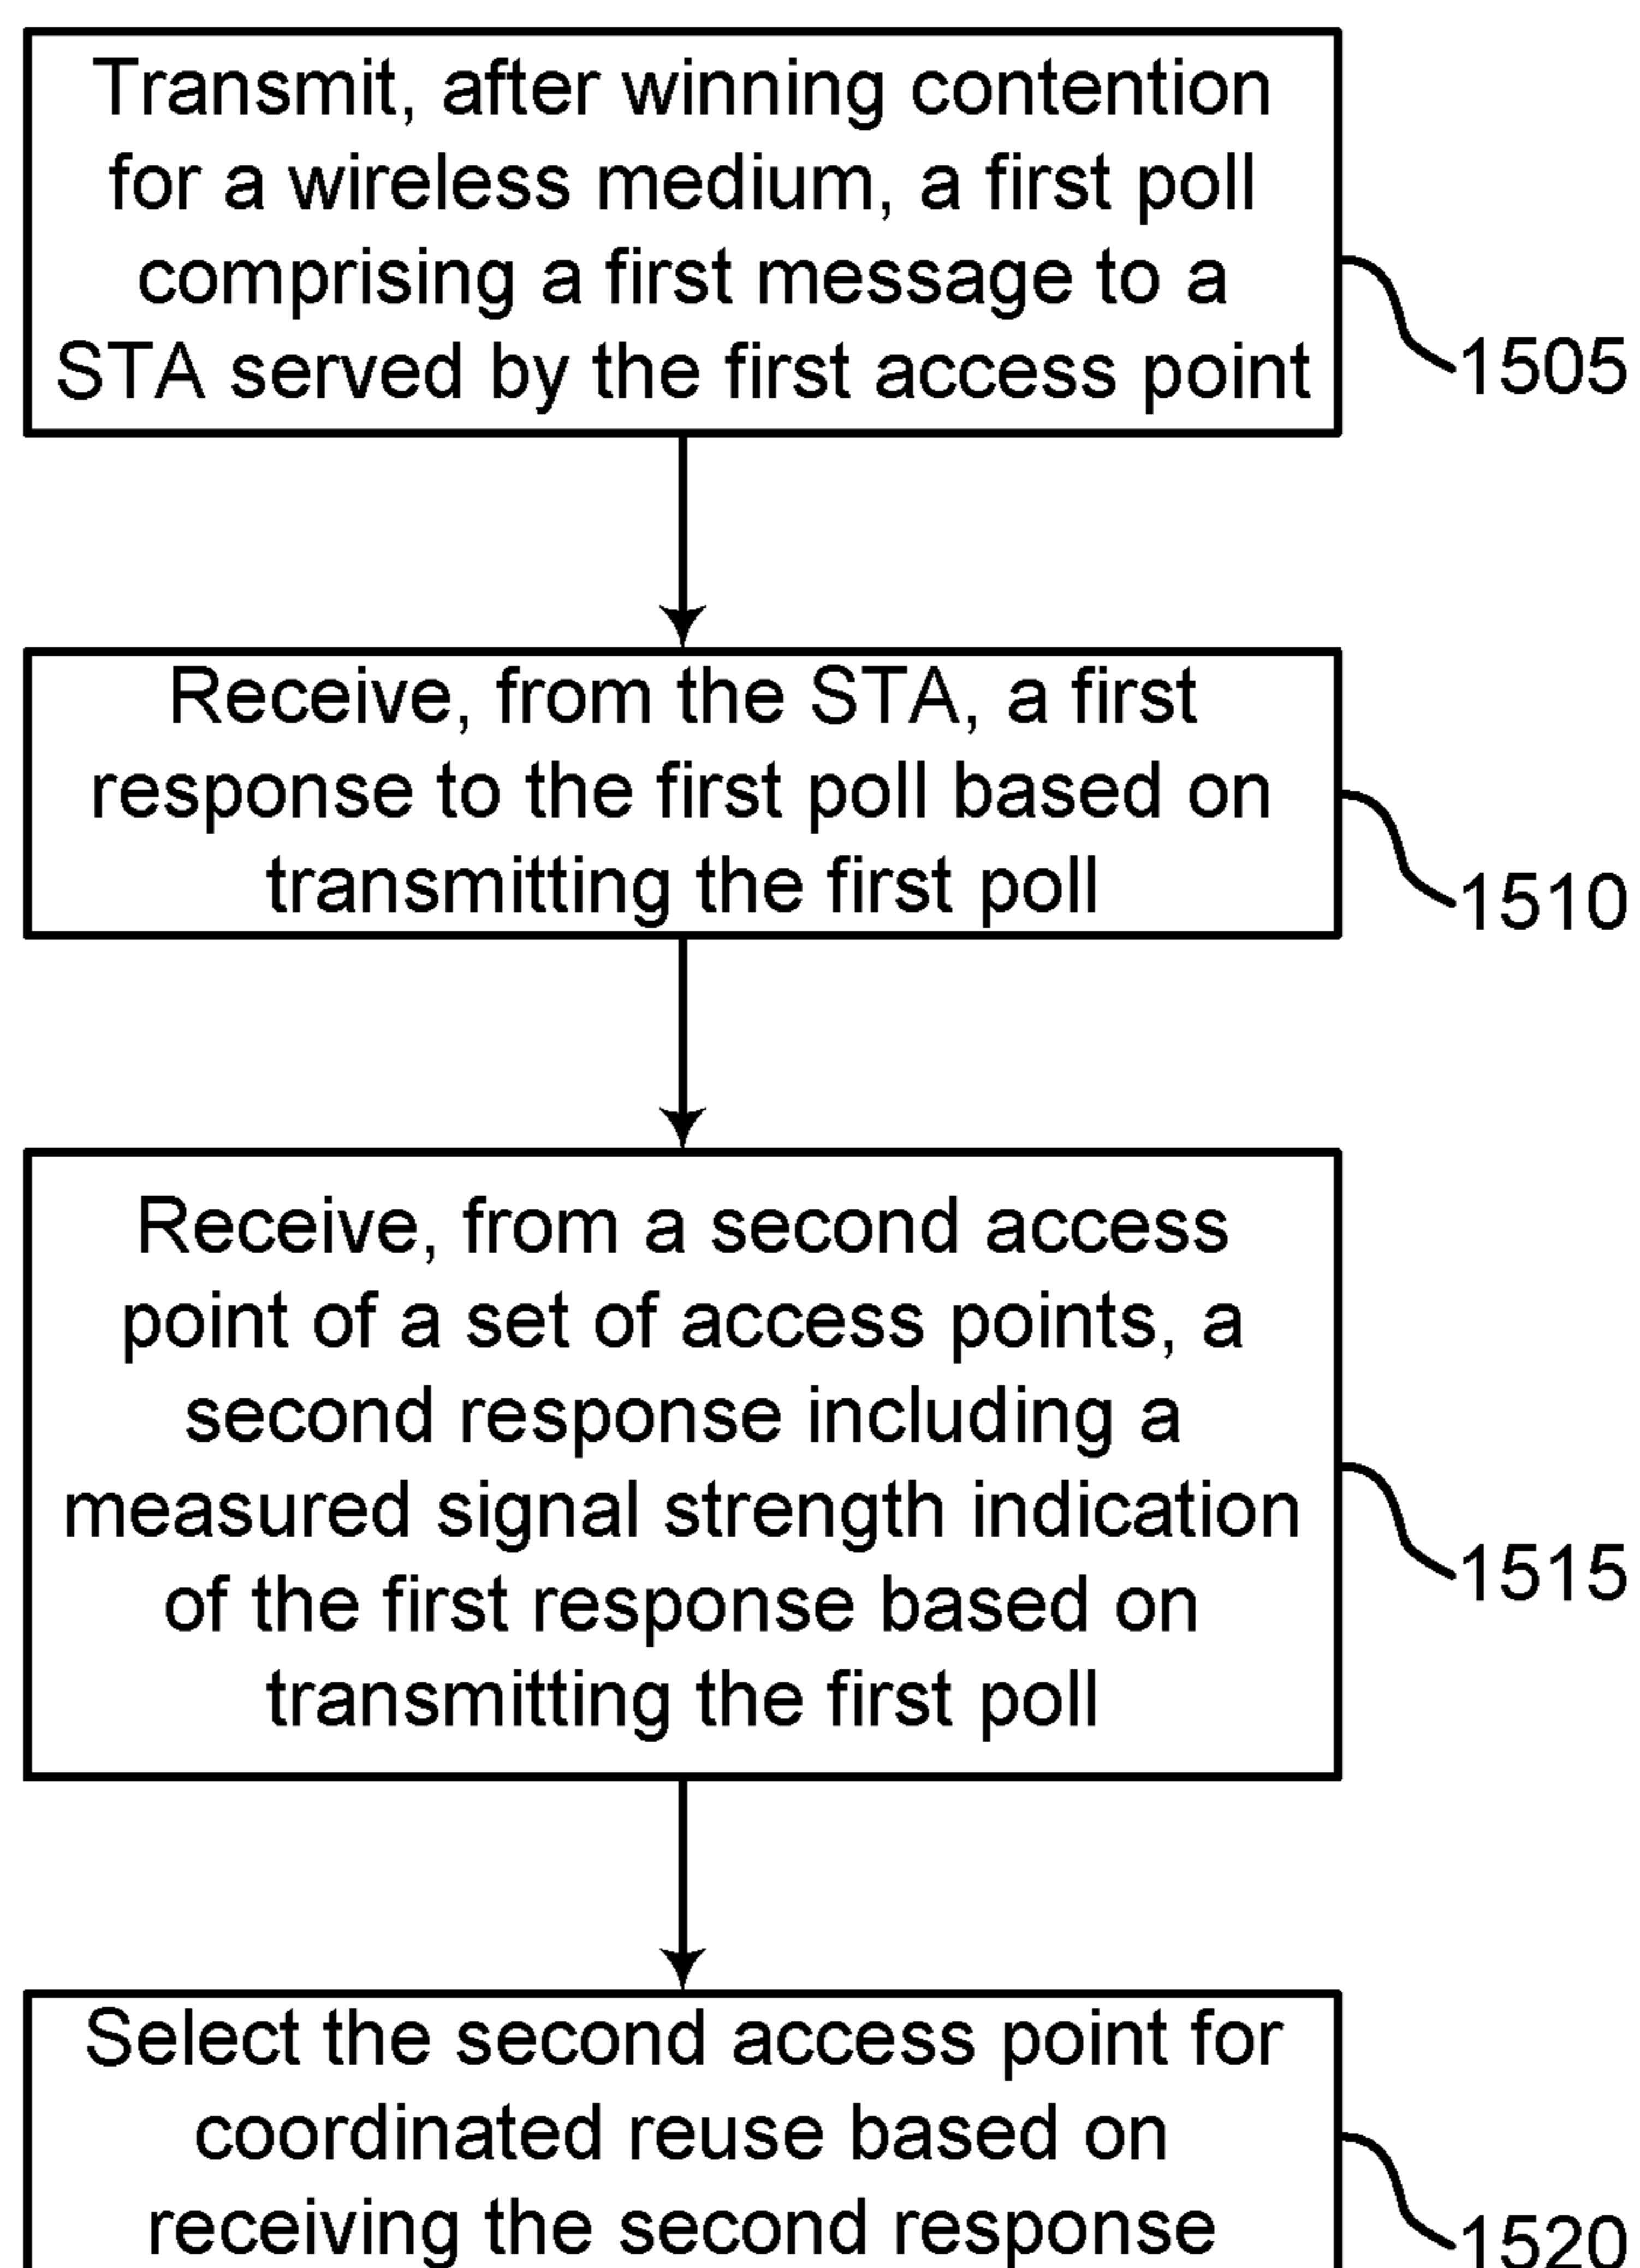 Transmit, after winning contention
for a wireless medium, a first poll
comprising a first message to a
STA served by the first access point
1505
Receive, from the STA, a first
response to the first poll based on
transmitting the first poll
1510
Receive, from a second access
point of a set of access points, a
second response including a
measured signal strength indication
of the first response based on
transmitting the first poll
1515
Select the second access point for
coordinated reuse based on
receiving the second response
1520